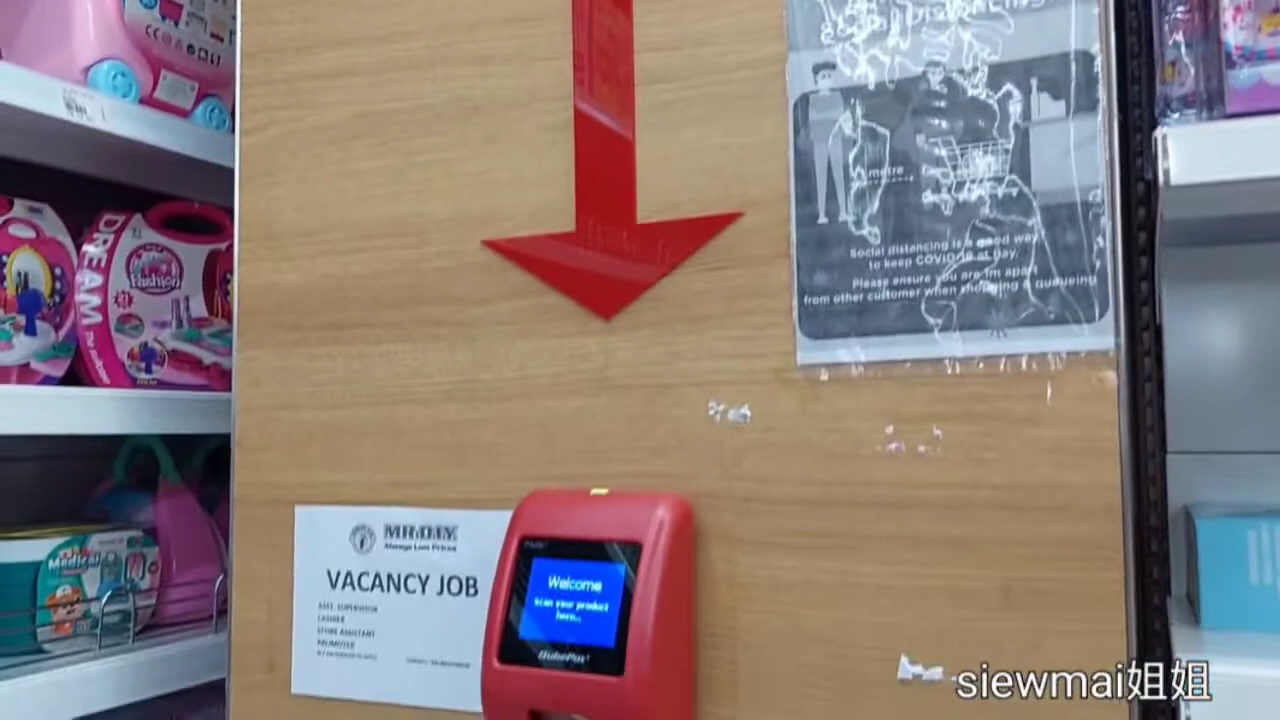 DREAM
The suitcase
Fashion
Medical
metre
Social distancing is a good way
to keep COVID-19 at bay.
Please ensure you are 1m apart
from other customer when shopping & queueing
MR.D.I.Y.
Always Low Prices
VACANCY JOB
ASST. SUPERVISOR
CASHIER
STORE ASSISTANT
PROMOTER
Welcome
Scan your product
here...
siewmai姐姐